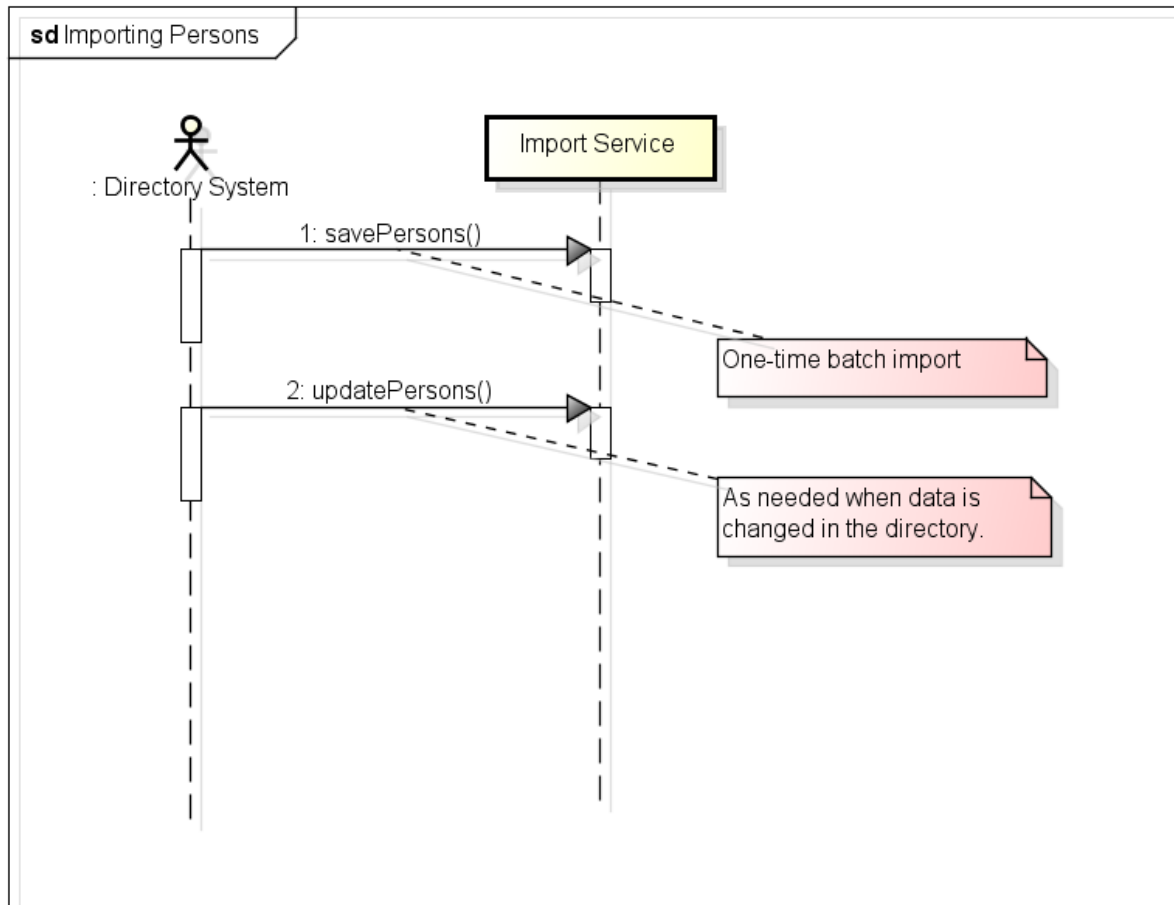 sd Importing Persons
Import Service
: Directory System
1: savePersons()
One-time batch import
2: updatePersons()
As needed when data is
changed in the directory.